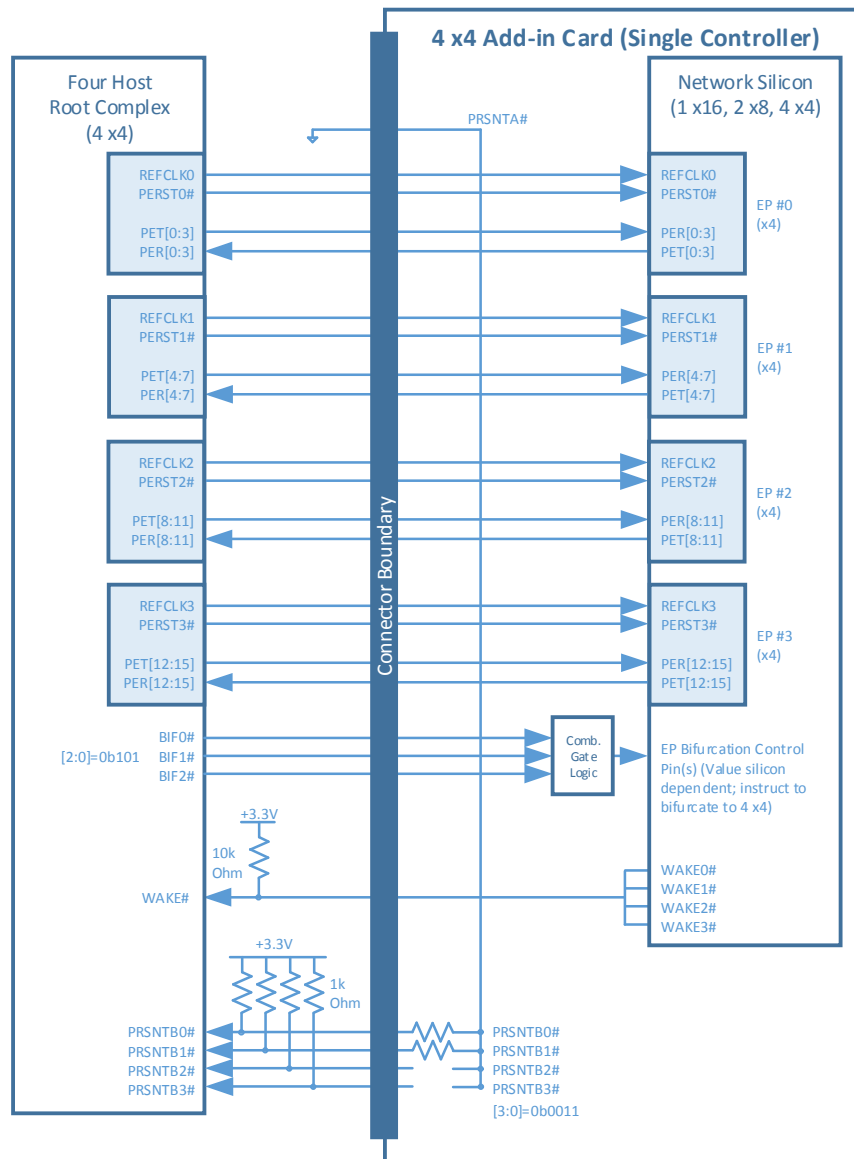 4 x4 Add-in Card (Single Controller)
Four Host
Root Complex
(4 x4)
Network Silicon
(1 x16, 2 x8, 4 x4)
PRSNTA#
REFCLK0
PERST0#
PET[0:3]
PER[0:3]
REFCLK0
PERST0#
PER[0:3]
PET[0:3]
EP #0
(x4)
REFCLK1
PERST1#
PET[4:7]
PER[4:7]
REFCLK1
PERST1#
PER[4:7]
PET[4:7]
EP #1
(x4)
REFCLK2
PERST2#
PET[8:11]
PER[8:11]
REFCLK2
PERST2#
PER[8:11]
PET[8:11]
EP #2
(x4)
Connector Boundary
REFCLK3
PERST3#
PET[12:15]
PER[12:15]
REFCLK3
PERST3#
PER[12:15]
PET[12:15]
EP #3
(x4)
[2:0]=0b101
BIF0#
BIF1#
BIF2#
Comb.
Gate
Logic
EP Bifurcation Control
Pin(s) (Value silicon
dependent; instruct to
bifurcate to 4 x4)
+3.3V
10k
Ohm
WAKE#
WAKE0#
WAKE1#
WAKE2#
WAKE3#
+3.3V
1k
Ohm
PRSNTB0#
PRSNTB1#
PRSNTB2#
PRSNTB3#
PRSNTB0#
PRSNTB1#
PRSNTB2#
PRSNTB3#
[3:0]=0b0011